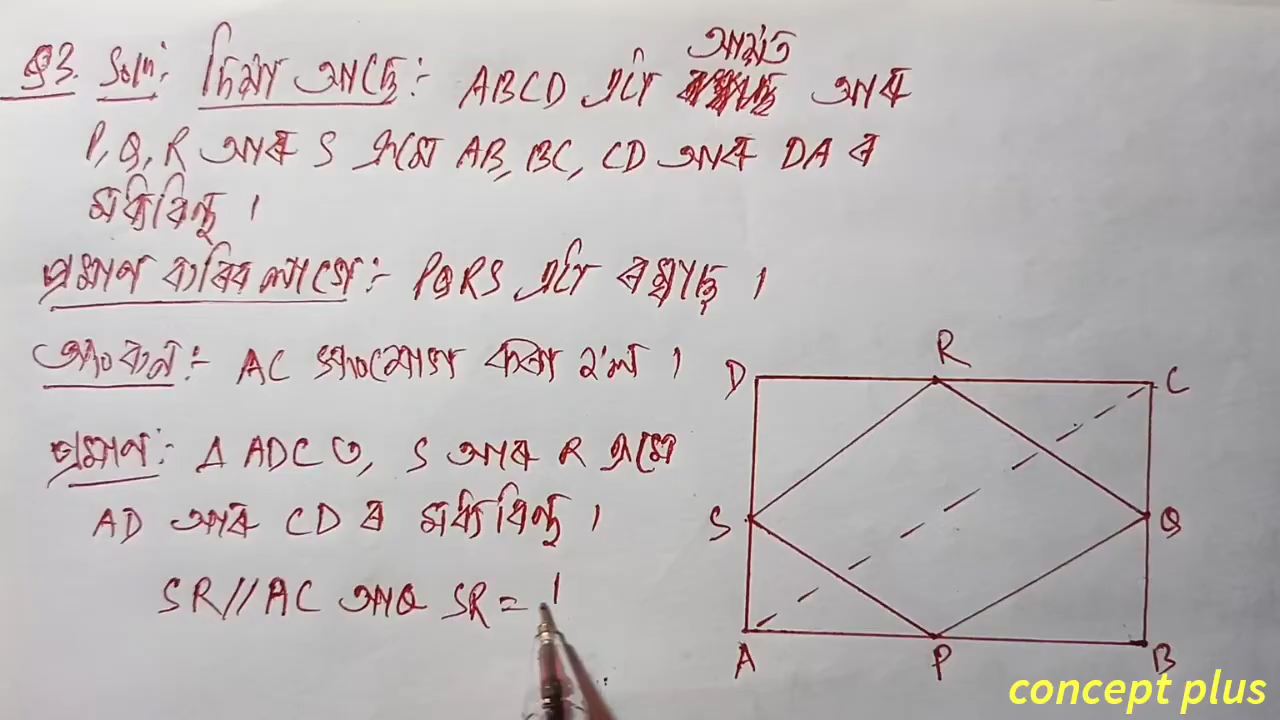 Q3. Soln: দিয়া আছে:- ABCD এটা আয়ত আৰু
P, Q, R আৰু S ক্ৰমে AB, BC, CD আৰু DA ৰ
মধ্যবিন্দু ।
প্ৰমাণ কৰিব লাগে:- PQRS এটা ৰম্বাছ ।
অংকন:- AC সংযোগ কৰা হ'ল ।
প্ৰমাণ:- Δ ADC ত, S আৰু R ক্ৰমে
AD আৰু CD ৰ মধ্যবিন্দু ।
SR//AC আৰু SR = 1
D R C
S Q
A P B
concept plus